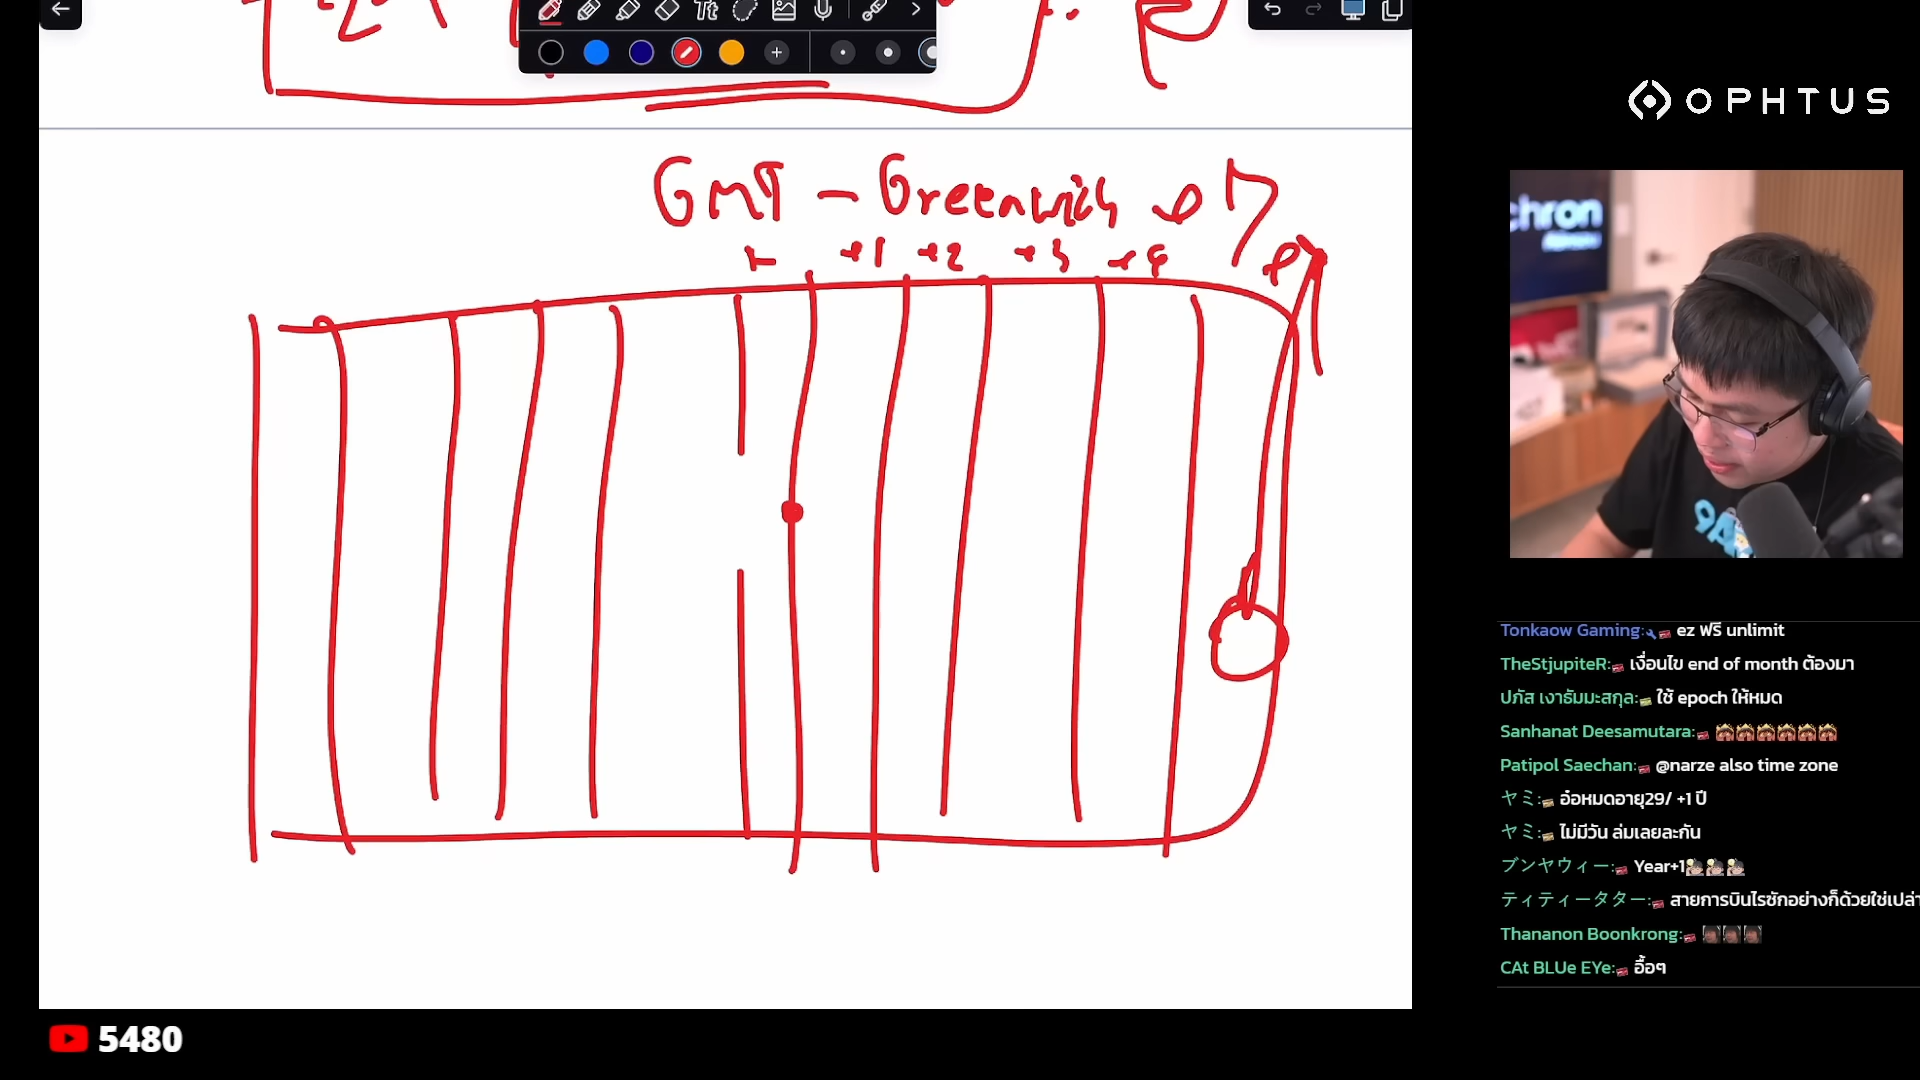 Tt
OPHTUS
GMT – Greenwich +7
+1 +2 +3 +4
chron
9A
Tonkaow Gaming: ez ฟรี unlimit
TheStjupiteR: เงื่อนไข end of month ต้องมา
ปภัส เงาธัมมะสกุล: ใช้ epoch ให้หมด
Sanhanat Deesamutara:
Patipol Saechan: @narze also time zone
ヤミ: อ๋อหมดอายุ29/ +1 ปี
ヤミ: ไม่มีวัน ล่มเลยละกัน
ブンヤウィー: Year+1
ティティータター: สายการบินไรซักอย่างก็ด้วยใช่เปล่า
Thananon Boonkrong:
CAt BLUe EYe: อื้อๆ
5480